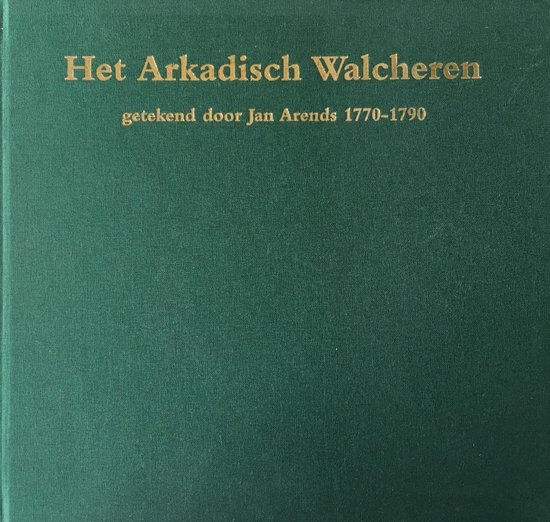 Het Arkadisch Walcheren
getekend door Jan Arends 1770-1790